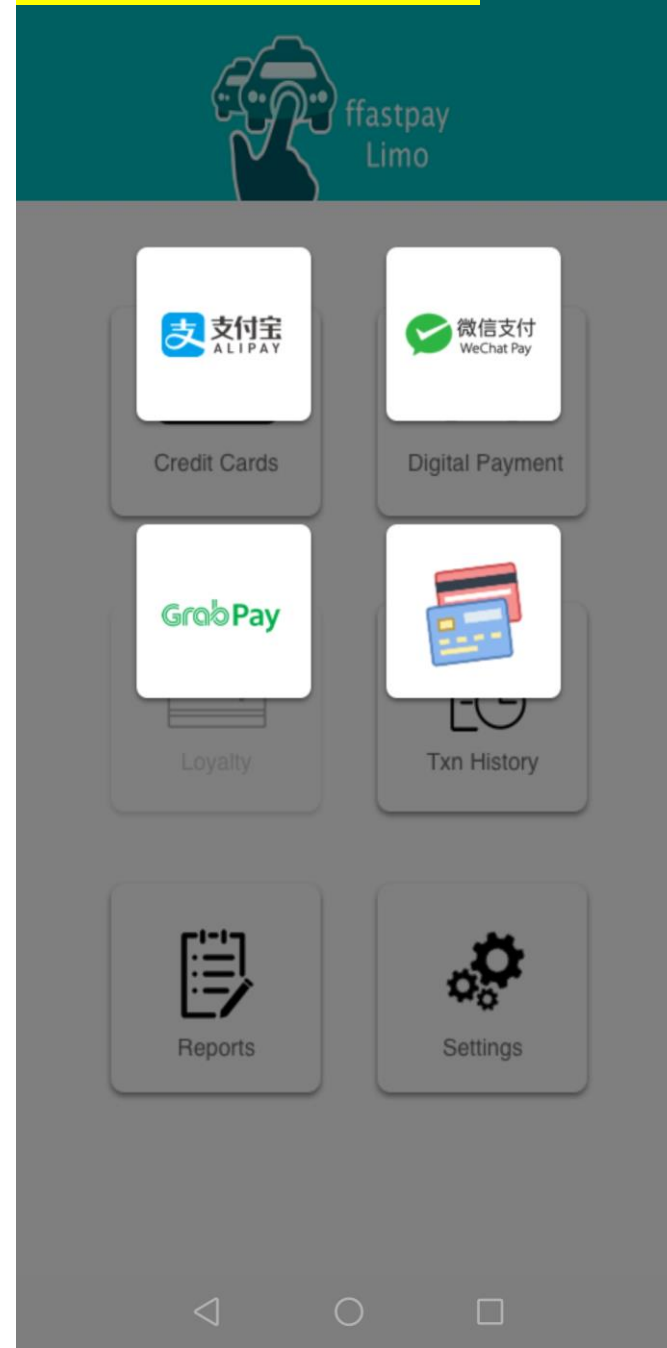 ffastpay
Limo
支付宝
ALIPAY
微信支付
WeChat Pay
Credit Cards
Digital Payment
GrabPay
Loyalty
Txn History
Reports
Settings